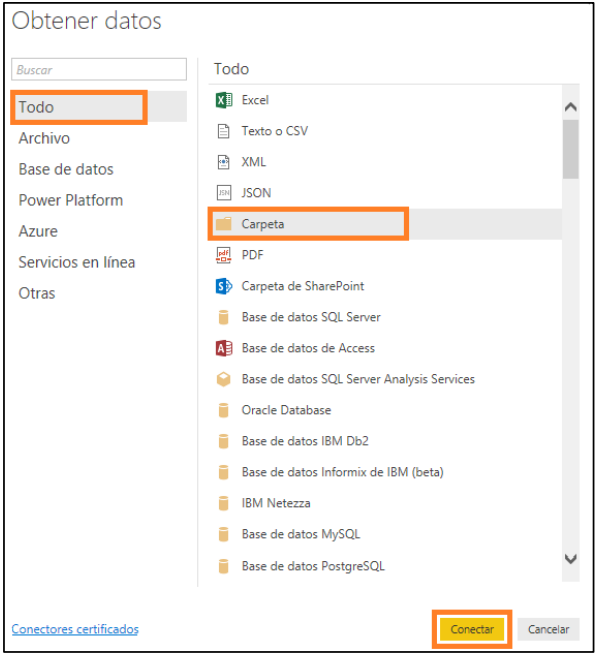 Obtener datos
Buscar
Todo
Archivo
Base de datos
Power Platform
Azure
Servicios en línea
Otras
Todo
Excel
Texto o CSV
XML
JSON
Carpeta
PDF
Carpeta de SharePoint
Base de datos SQL Server
Base de datos de Access
Base de datos SQL Server Analysis Services
Oracle Database
Base de datos IBM Db2
Base de datos Informix de IBM (beta)
IBM Netezza
Base de datos MySQL
Base de datos PostgreSQL
Conectores certificados
Conectar
Cancelar